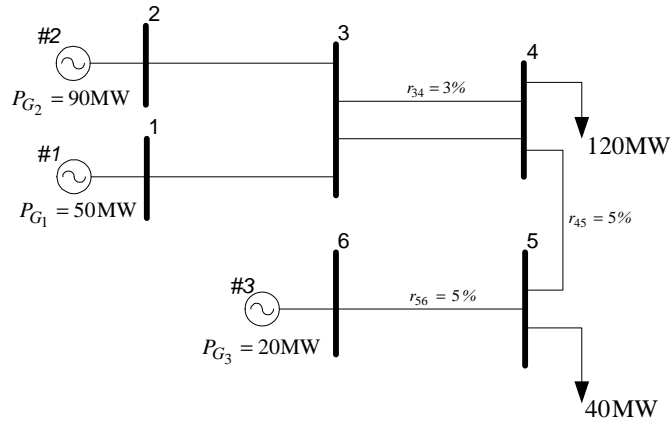 2
3
4
#2
P_{G_2} = 90MW
r_{34} = 3%
120MW
1
#1
P_{G_1} = 50MW
r_{45} = 5%
6
5
#3
r_{56} = 5%
P_{G_3} = 20MW
40MW